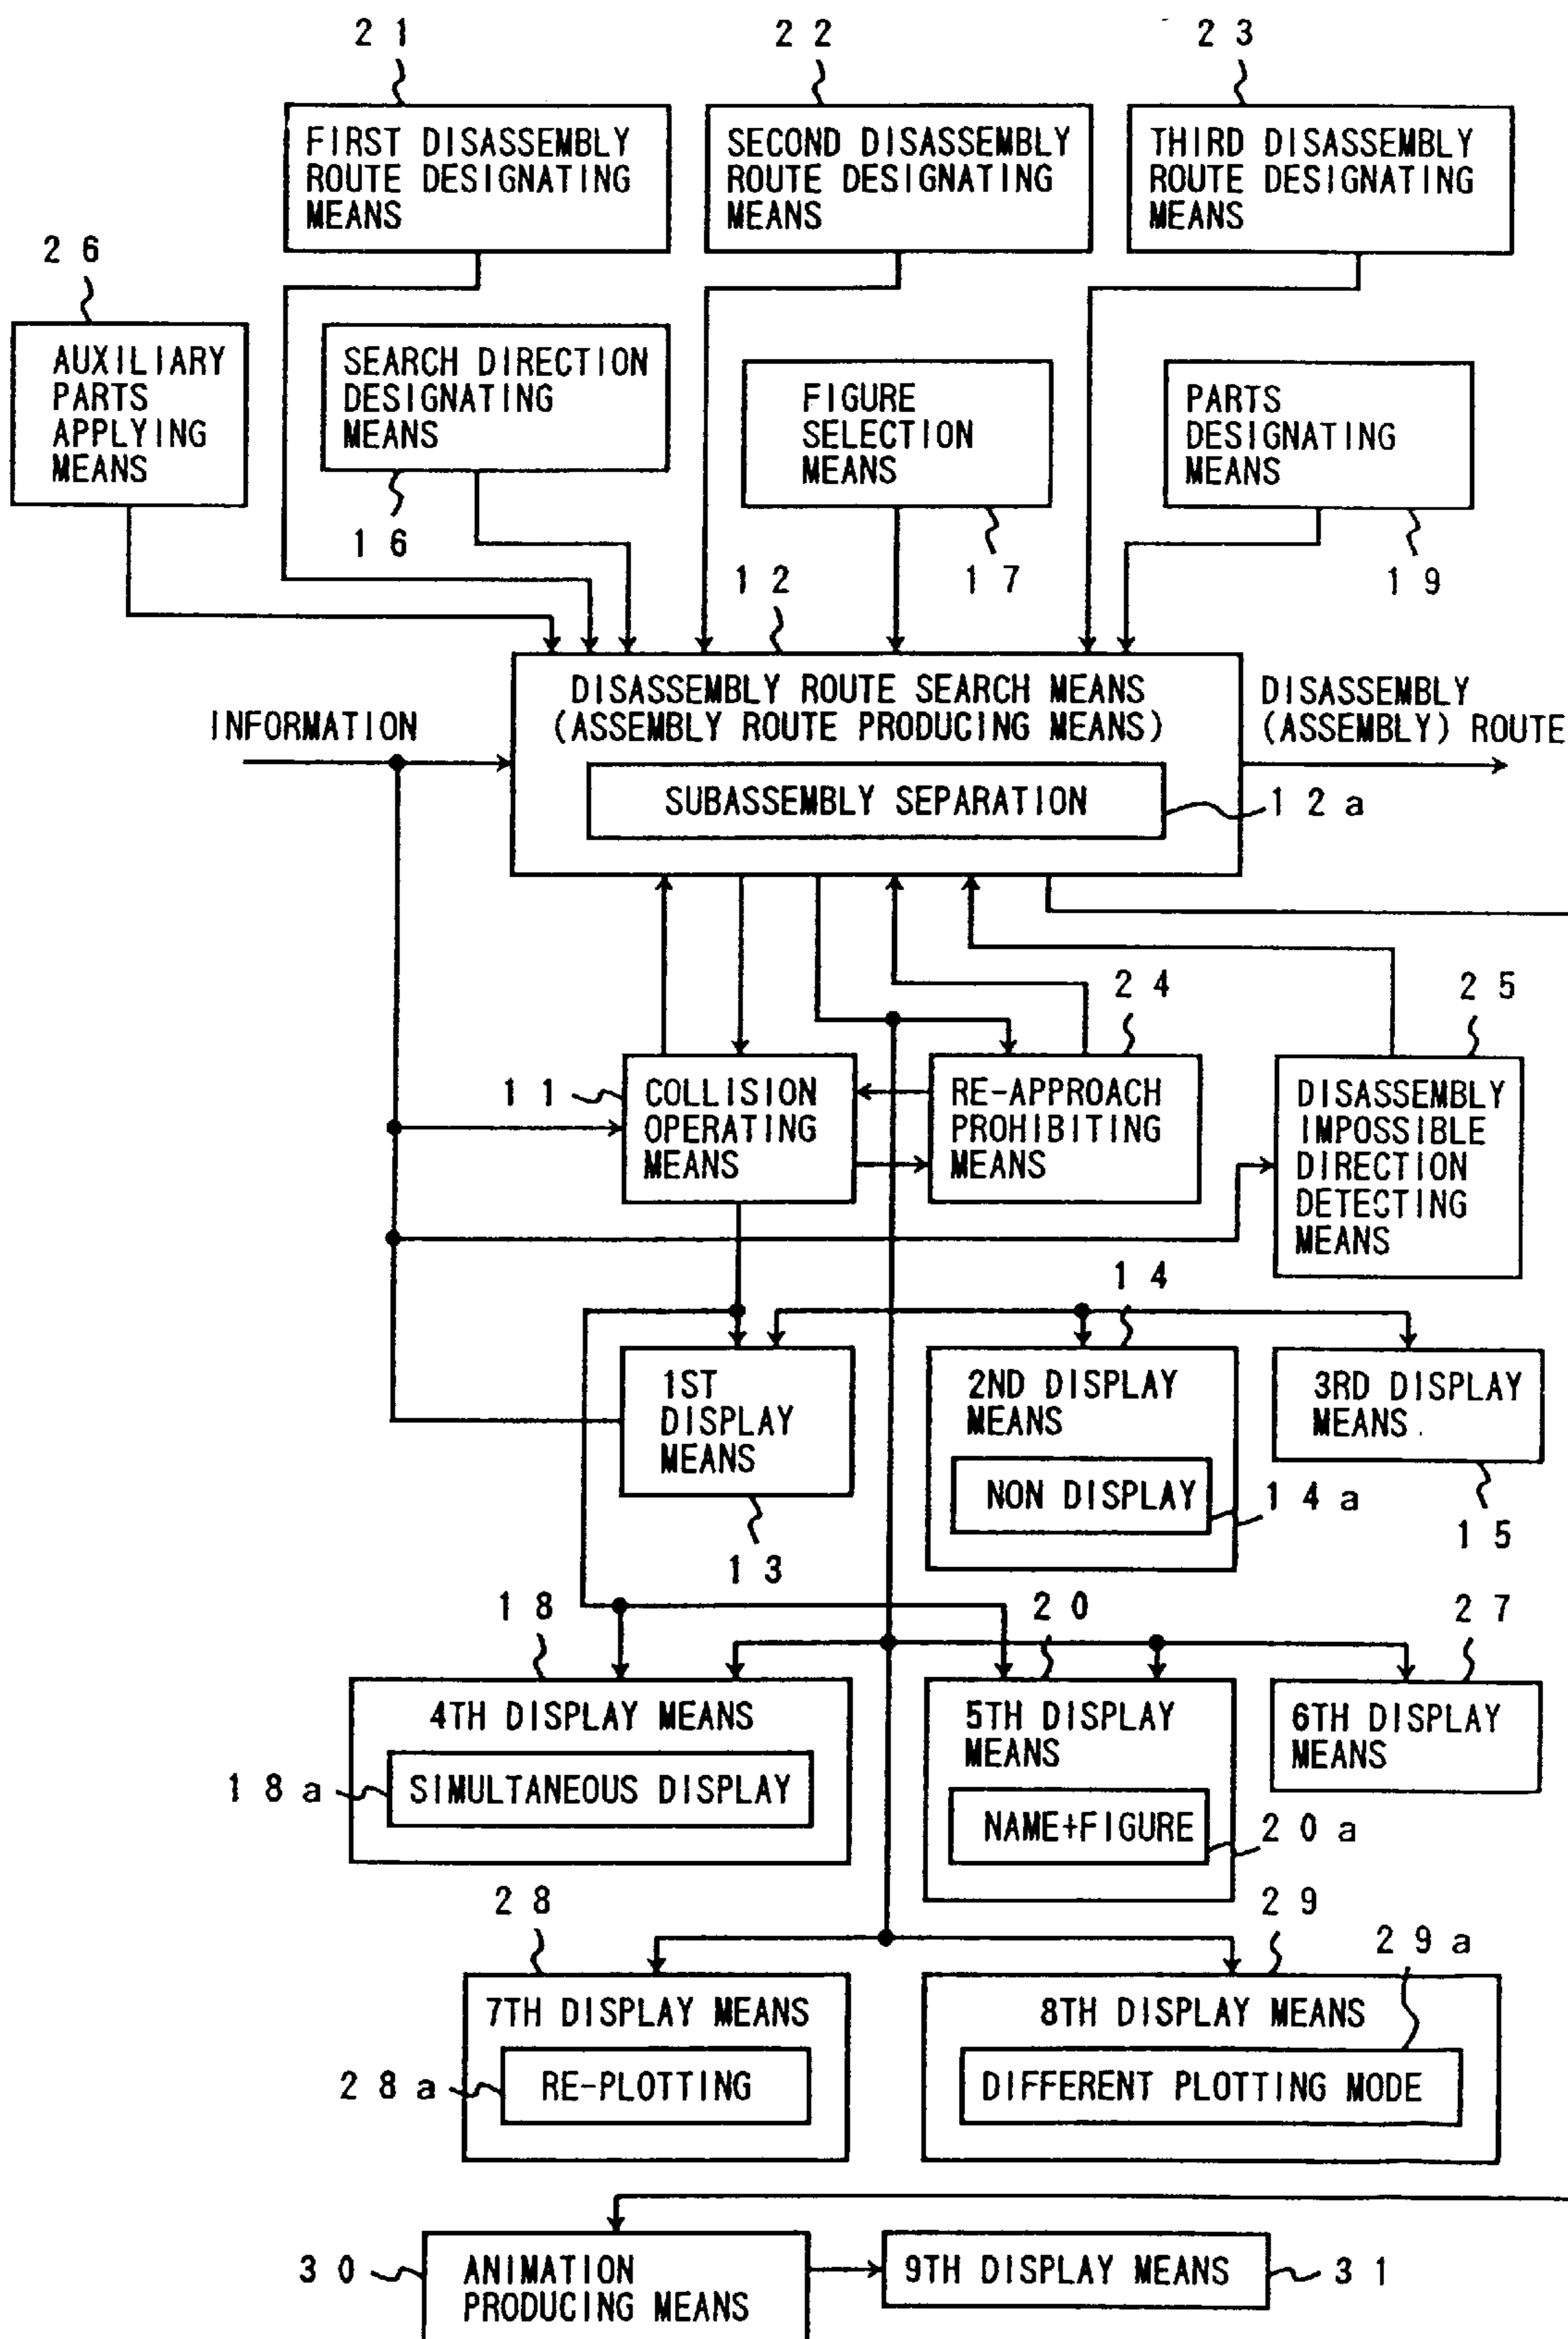 21
22
23
FIRST DISASSEMBLY
ROUTE DESIGNATING
MEANS
SECOND DISASSEMBLY
ROUTE DESIGNATING
MEANS
THIRD DISASSEMBLY
ROUTE DESIGNATING
MEANS
26
AUXILIARY
PARTS
APPLYING
MEANS
SEARCH DIRECTION
DESIGNATING
MEANS
16
FIGURE
SELECTION
MEANS
17
PARTS
DESIGNATING
MEANS
19
12
INFORMATION
DISASSEMBLY ROUTE SEARCH MEANS
(ASSEMBLY ROUTE PRODUCING MEANS)
SUBASSEMBLY SEPARATION
12a
DISASSEMBLY
(ASSEMBLY) ROUTE
24
25
11
COLLISION
OPERATING
MEANS
RE-APPROACH
PROHIBITING
MEANS
DISASSEMBLY
IMPOSSIBLE
DIRECTION
DETECTING
MEANS
14
1ST
DISPLAY
MEANS
13
2ND DISPLAY
MEANS
NON DISPLAY
14a
3RD DISPLAY
MEANS
15
18
20
27
4TH DISPLAY MEANS
SIMULTANEOUS DISPLAY
18a
5TH DISPLAY
MEANS
NAME+FIGURE
20a
6TH DISPLAY
MEANS
28
29
29a
7TH DISPLAY MEANS
RE-PLOTTING
28a
8TH DISPLAY MEANS
DIFFERENT PLOTTING MODE
30
ANIMATION
PRODUCING MEANS
9TH DISPLAY MEANS
31